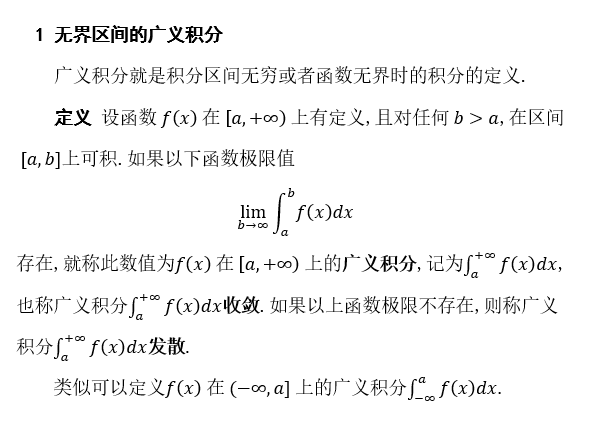 1 无界区间的广义积分
广义积分就是积分区间无穷或者函数无界时的积分的定义.
定义 设函数 f(x) 在 [a,+∞) 上有定义, 且对任何 b > a, 在区间
[a,b]上可积. 如果以下函数极限值
lim_{b→∞} ∫_a^b f(x)dx
存在, 就称此数值为f(x) 在 [a,+∞) 上的广义积分, 记为∫_a^{+∞} f(x)dx,
也称广义积分∫_a^{+∞} f(x)dx收敛. 如果以上函数极限不存在, 则称广义
积分∫_a^{+∞} f(x)dx发散.
类似可以定义f(x) 在 (−∞,a] 上的广义积分∫_{−∞}^a f(x)dx.